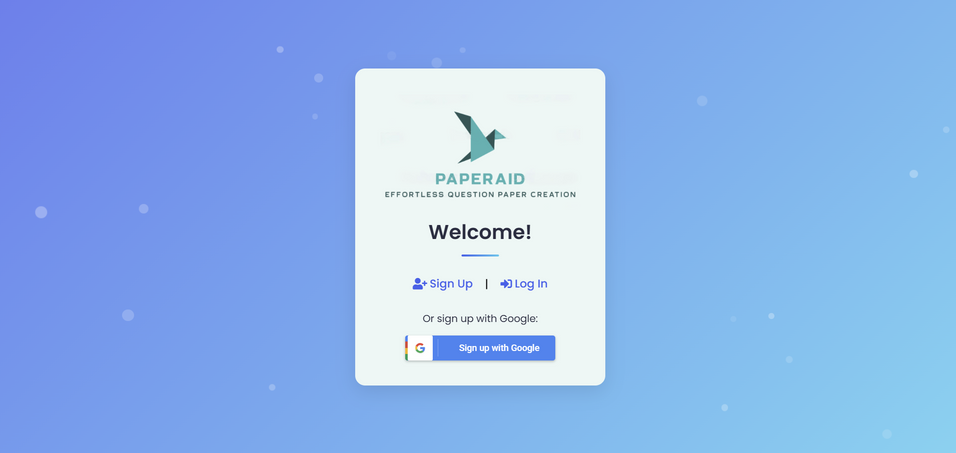 PAPERAID
EFFORTLESS QUESTION PAPER CREATION
Welcome!
Sign Up | Log In
Or sign up with Google:
Sign up with Google